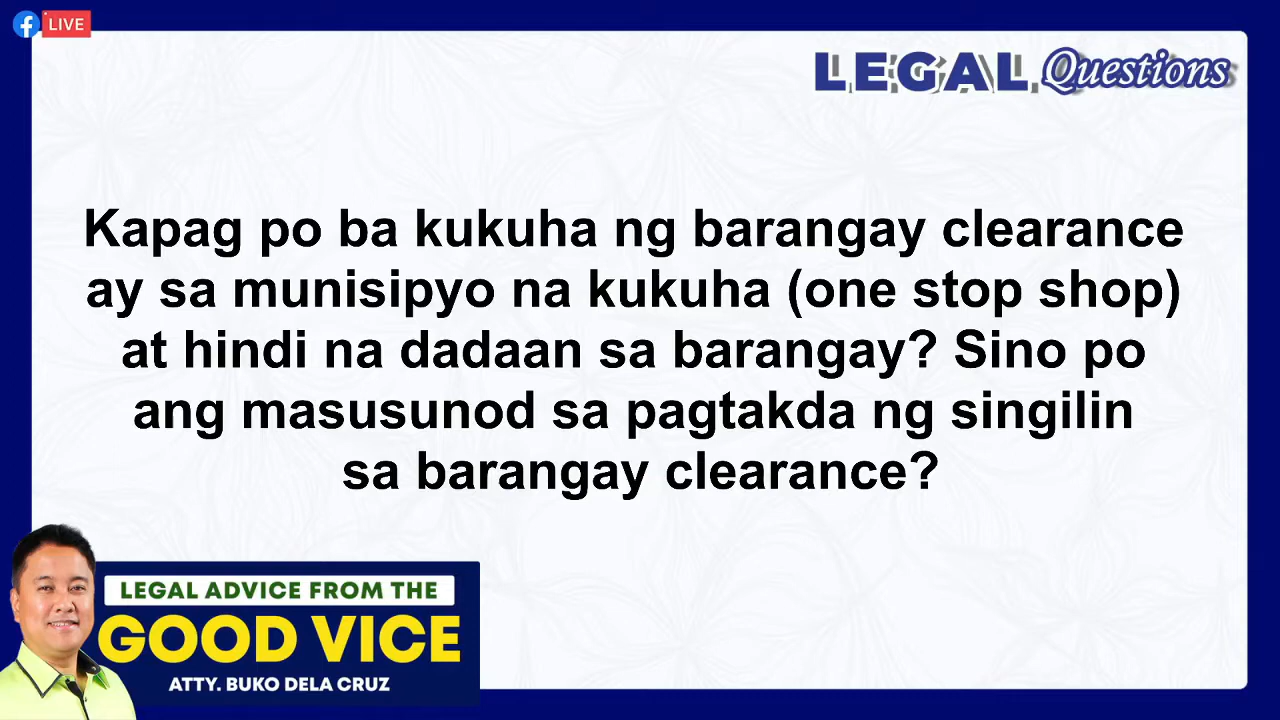 LIVE
LEGAL Questions
Kapag po ba kukuha ng barangay clearance
ay sa munisipyo na kukuha (one stop shop)
at hindi na dadaan sa barangay? Sino po
ang masusunod sa pagtakda ng singilin
sa barangay clearance?
LEGAL ADVICE FROM THE
GOOD VICE
ATTY. BUKO DELA CRUZ